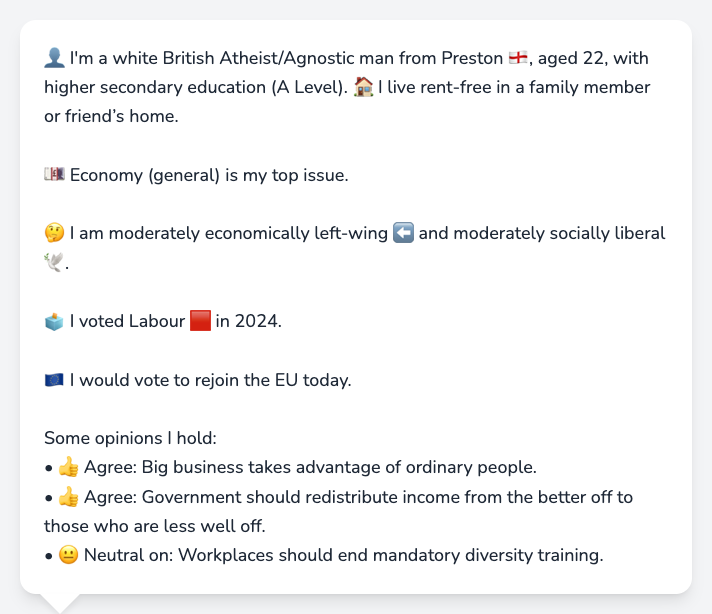 👤 I'm a white British Atheist/Agnostic man from Preston 🏴󠁧󠁢󠁥󠁮󠁧󠁿, aged 22, with
higher secondary education (A Level). 🏠 I live rent-free in a family member
or friend’s home.
💷 Economy (general) is my top issue.
🤔 I am moderately economically left-wing ⬅️ and moderately socially liberal
🕊️.
🗳️ I voted Labour 🟥 in 2024.
🇪🇺 I would vote to rejoin the EU today.
Some opinions I hold:
• 👍 Agree: Big business takes advantage of ordinary people.
• 👍 Agree: Government should redistribute income from the better off to
those who are less well off.
• 😐 Neutral on: Workplaces should end mandatory diversity training.